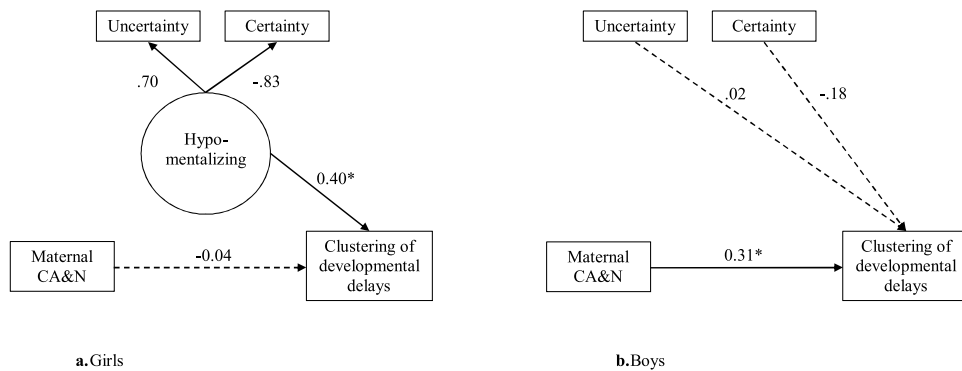 Uncertainty
Certainty
.70
-.83
Hypo-
mentalizing
0.40*
Maternal
CA&N
-0.04
Clustering of
developmental
delays
a.Girls
Uncertainty
Certainty
.02
-.18
Maternal
CA&N
0.31*
Clustering of
developmental
delays
b.Boys